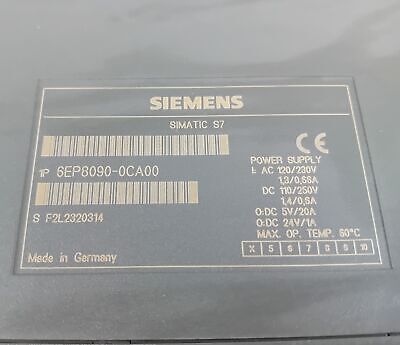 SIEMENS
SIMATIC S7
1P 6EP8090-0CA00
S F2L2320314
Made in Germany
CE
POWER SUPPLY
I: AC 120/230V
1,3/0,66A
DC 110/250V
1,4/0,6A
O:DC 5V/20A
O:DC 24V/1A
MAX. OP. TEMP. 60°C
X 5 6 7 8 9 10